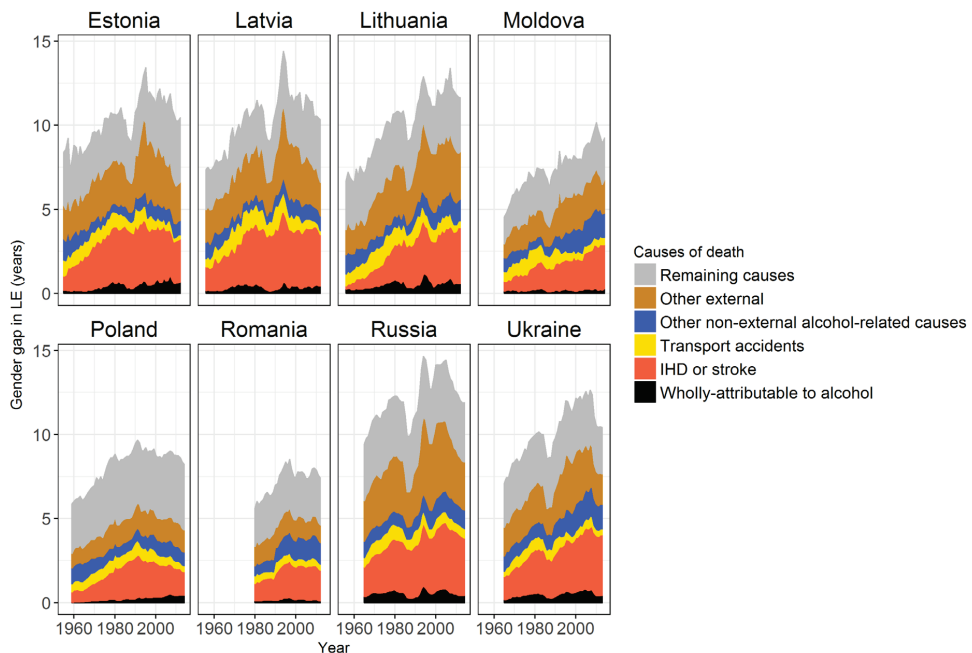 Estonia Latvia Lithuania Moldova
15
10
5
0
Poland Romania Russia Ukraine
15
10
5
0
1960 1980 2000 1960 1980 2000 1960 1980 2000 1960 1980 2000
Year
Gender gap in LE (years)
Causes of death
Remaining causes
Other external
Other non-external alcohol-related causes
Transport accidents
IHD or stroke
Wholly-attributable to alcohol